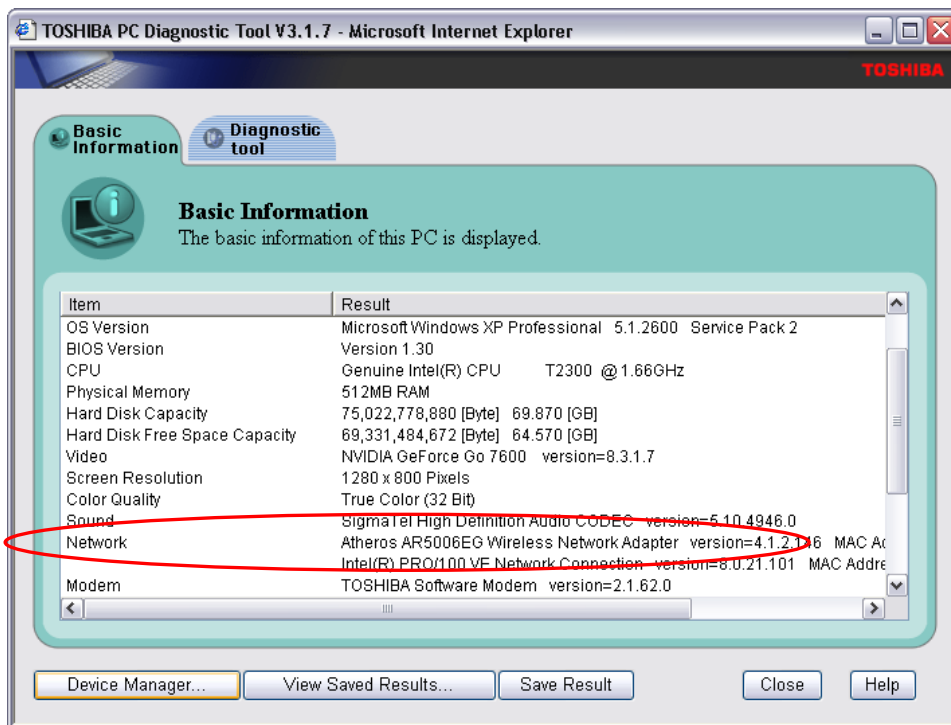 TOSHIBA PC Diagnostic Tool V3.1.7 - Microsoft Internet Explorer
TOSHIBA
Basic
Information
Diagnostic
tool
Basic Information
The basic information of this PC is displayed.
Item Result
OS Version Microsoft Windows XP Professional 5.1.2600 Service Pack 2
BIOS Version Version 1.30
CPU Genuine Intel(R) CPU T2300 @ 1.66GHz
Physical Memory 512MB RAM
Hard Disk Capacity 75,022,778,880 [Byte] 69.870 [GB]
Hard Disk Free Space Capacity 69,331,484,672 [Byte] 64.570 [GB]
Video NVIDIA GeForce Go 7600 version=8.3.1.7
Screen Resolution 1280 x 800 Pixels
Color Quality True Color (32 Bit)
Sound SigmaTel High Definition Audio CODEC version=5.10.4946.0
Network Atheros AR5006EG Wireless Network Adapter version=4.1.2.146 MAC Ad
Intel(R) PRO/100 VE Network Connection version=8.0.21.101 MAC Addre
Modem TOSHIBA Software Modem version=2.1.62.0
Device Manager... View Saved Results... Save Result Close Help